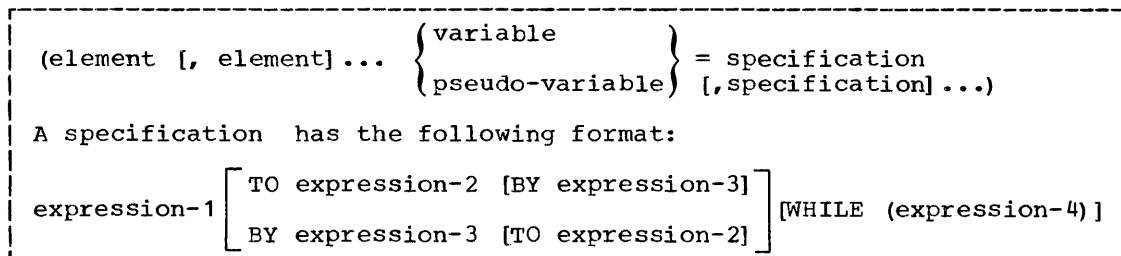 (element [, element]... {variable
pseudo-variable} = specification
[,specification]...)
A specification has the following format:
expression-1 [TO expression-2 [BY expression-3]
BY expression-3 [TO expression-2]] [WHILE (expression-4)]